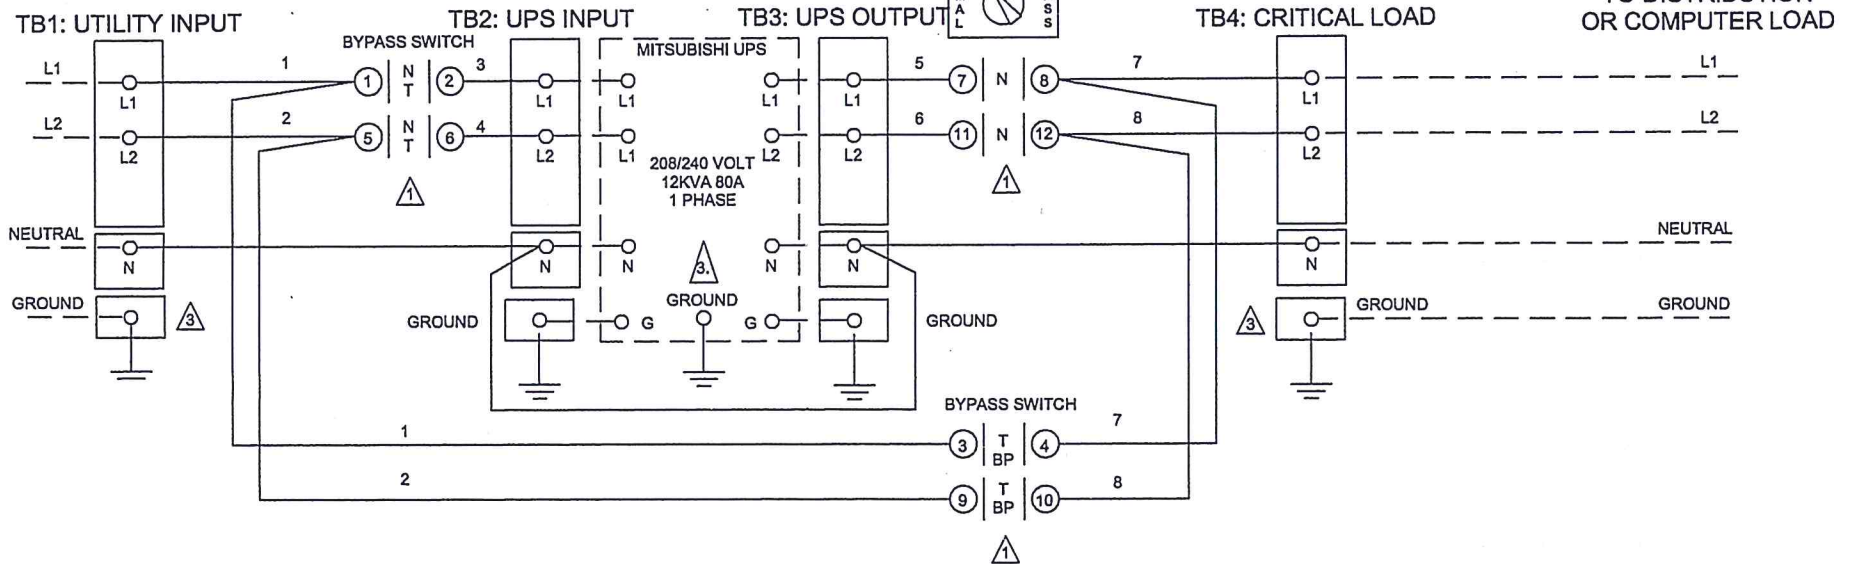 TB1: UTILITY INPUT
TB2: UPS INPUT
TB3: UPS OUTPUT
A
L
S
S
TB4: CRITICAL LOAD
TO DISTRIBUTION
OR COMPUTER LOAD
BYPASS SWITCH
MITSUBISHI UPS
L1
L1
1
1
N
T
2
3
L1
L1
L1
L1
5
7
N
8
7
L1
L1
L2
L2
2
5
N
T
6
4
L2
L1
L2
L2
6
11
N
12
8
L2
L2
208/240 VOLT
12KVA 80A
1 PHASE
1
1
NEUTRAL
N
N
N
N
N
N
NEUTRAL
3.
GROUND
3
GROUND
G
GROUND
G
GROUND
3
GROUND
GROUND
BYPASS SWITCH
1
3
T
BP
4
7
2
9
T
BP
10
8
1